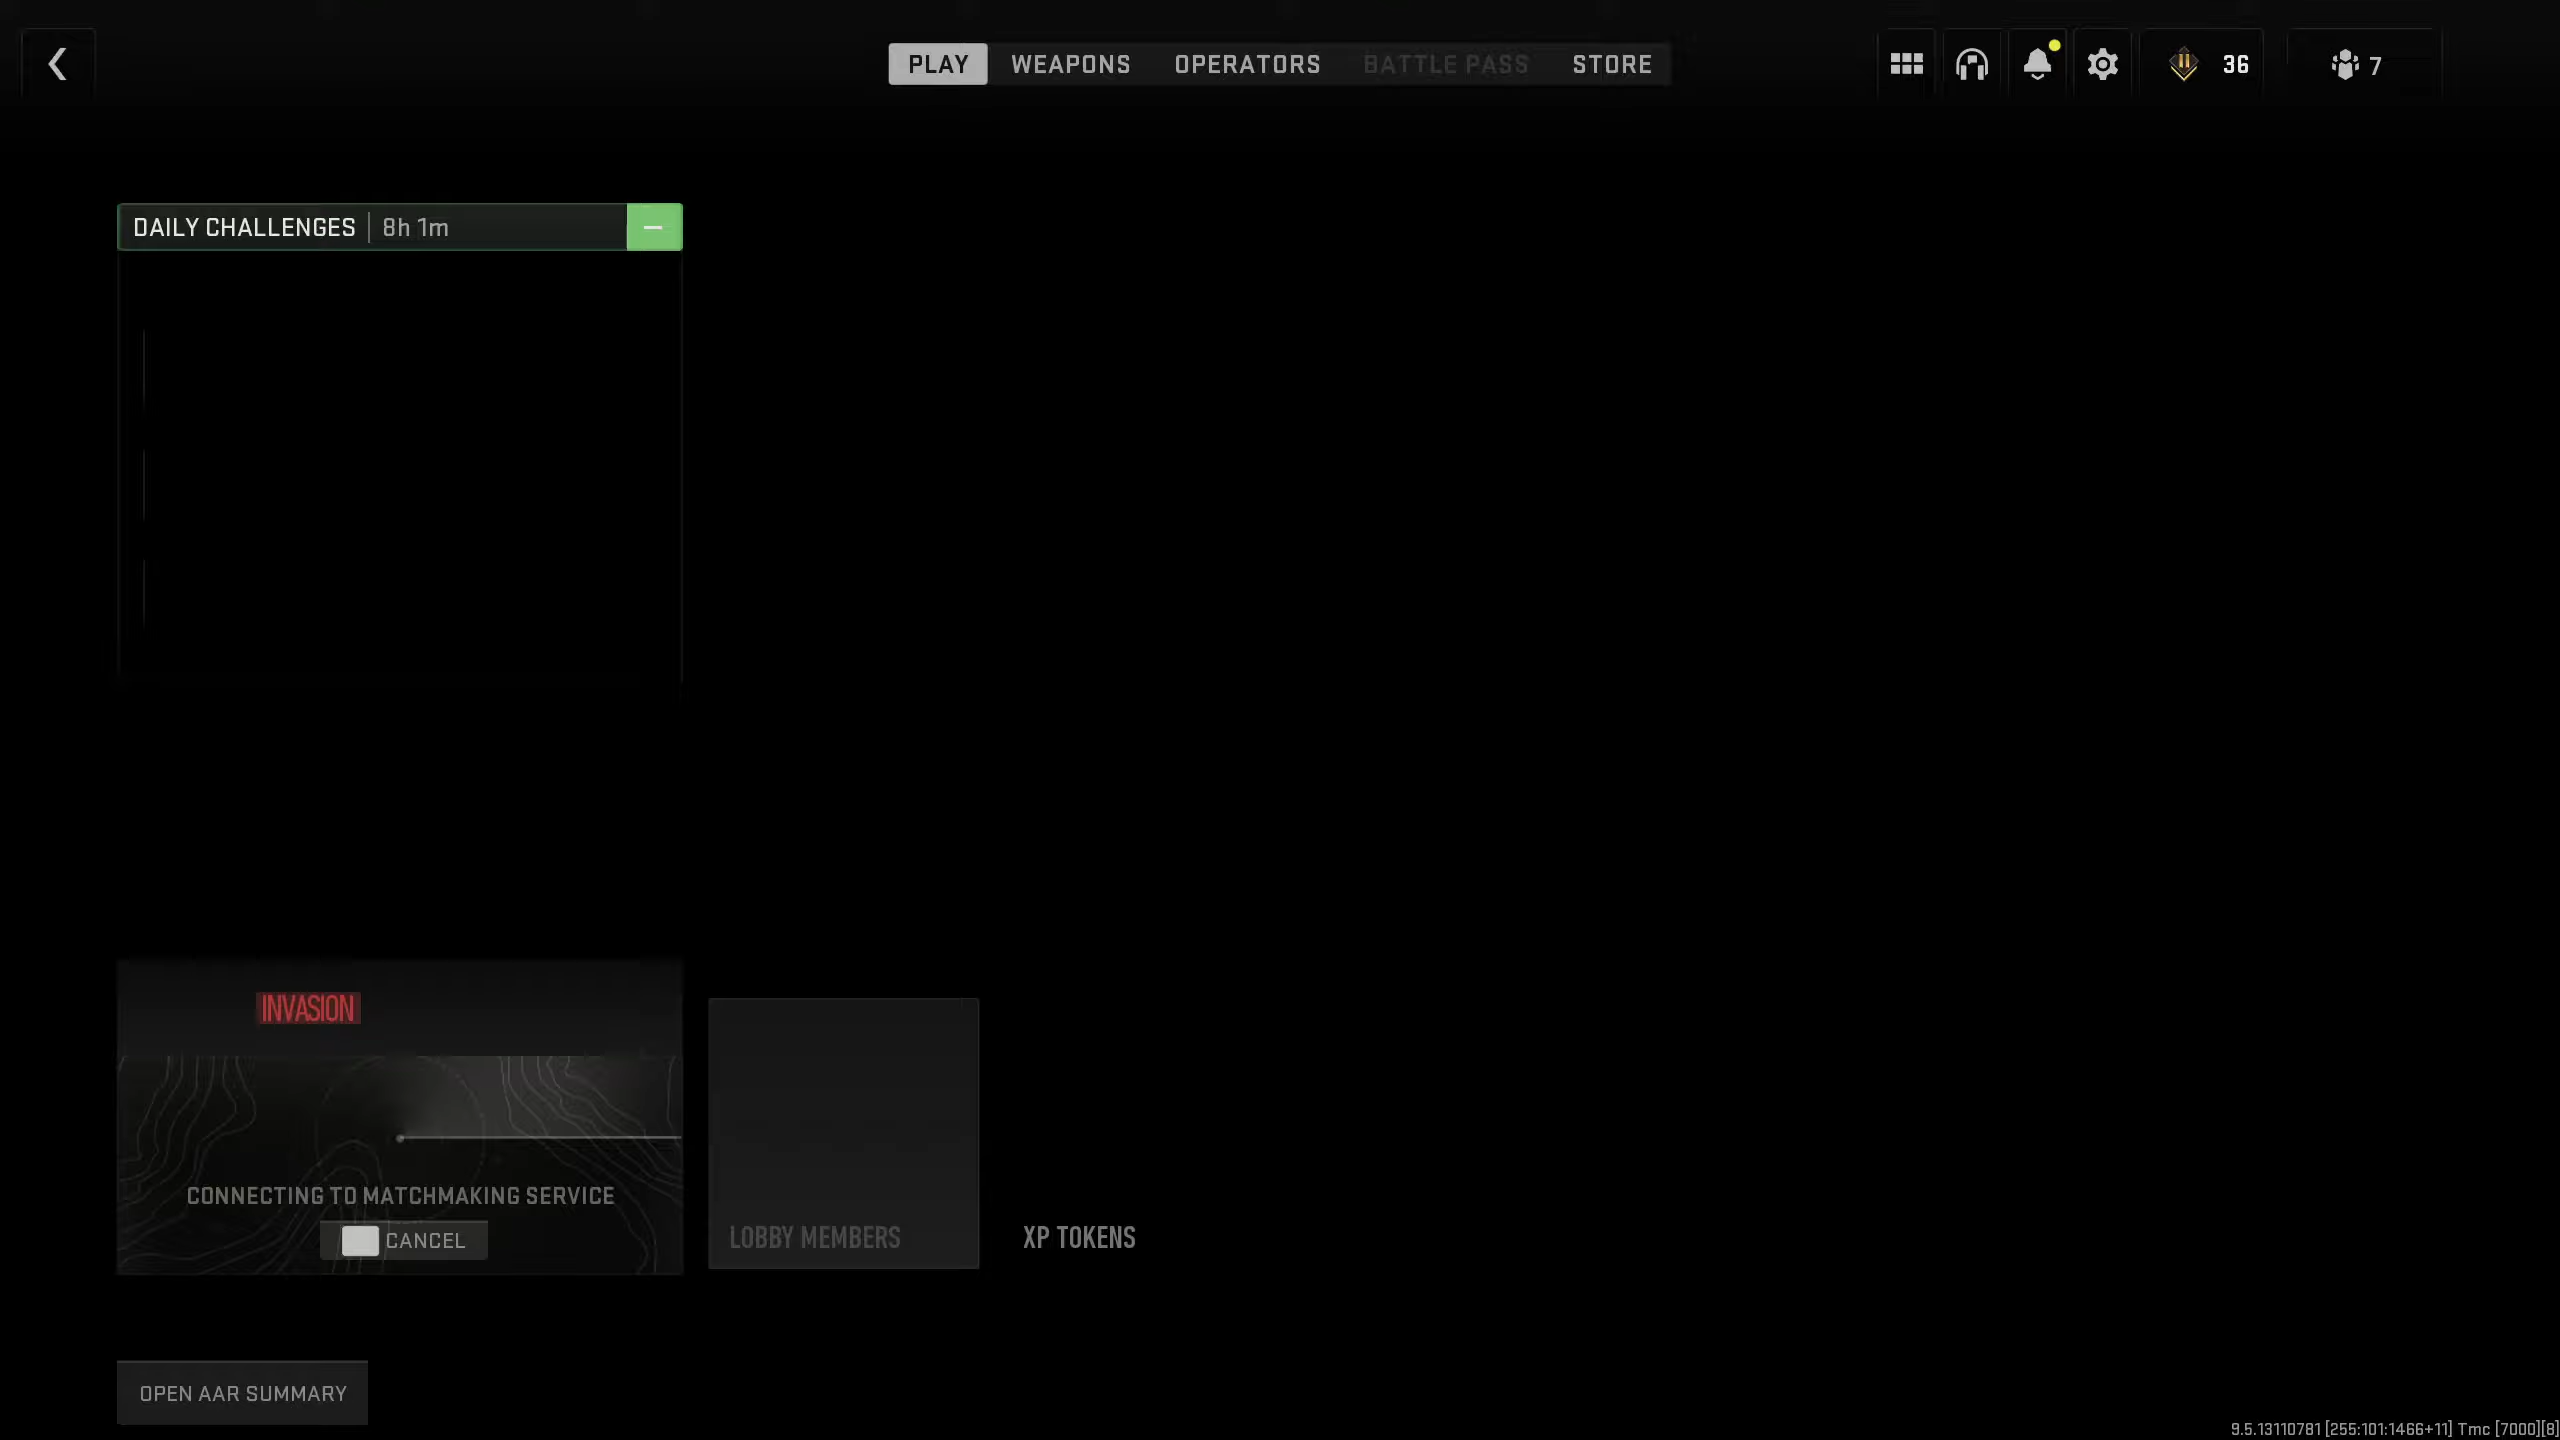 PLAY
WEAPONS
OPERATORS
BATTLE PASS
STORE
36
7
DAILY CHALLENGES | 8h 1m
INVASION
CONNECTING TO MATCHMAKING SERVICE
CANCEL
LOBBY MEMBERS
XP TOKENS
OPEN AAR SUMMARY
9.5.13110781 [255:101:1466+11] Tmc [7000][8]